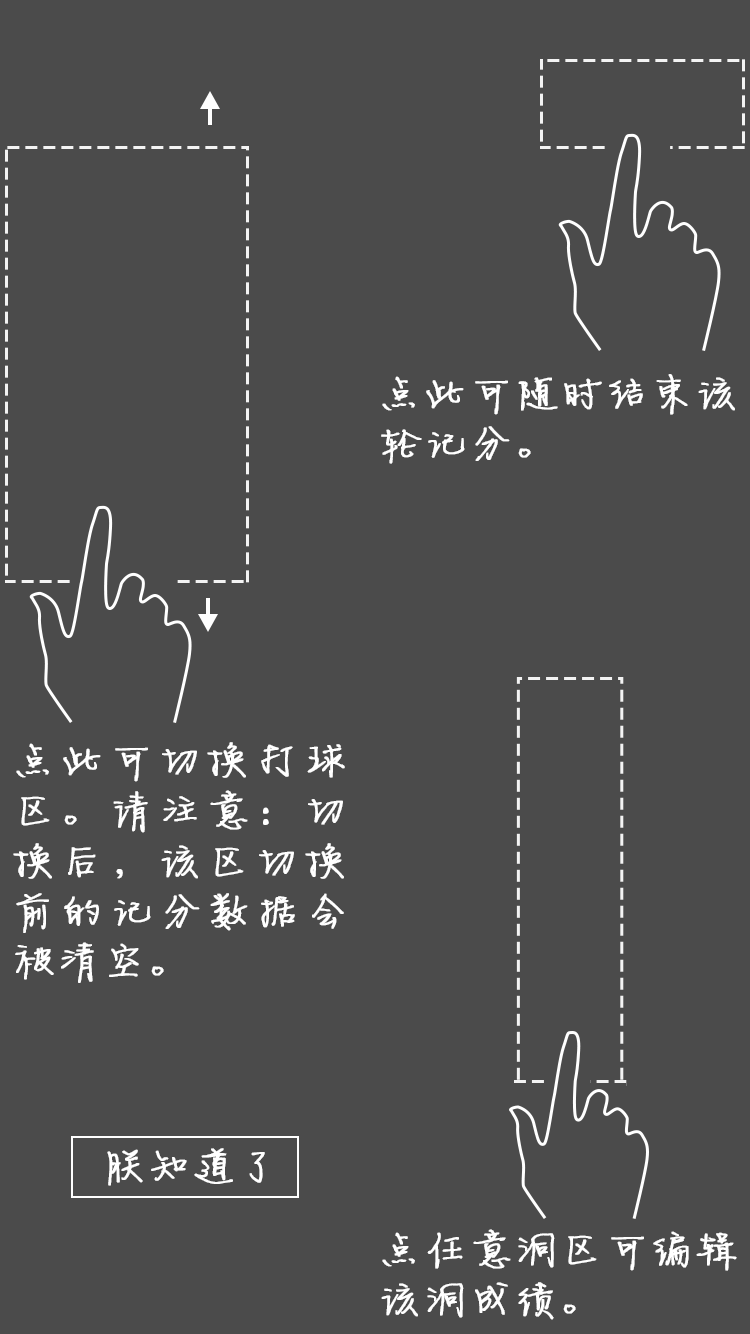 点此可随时结束该
轮记分。
点此可切换打球
区。请注意：切
换后，该区切换
前的记分数据会
被清空。
朕知道了
点任意洞区可编辑
该洞成绩。